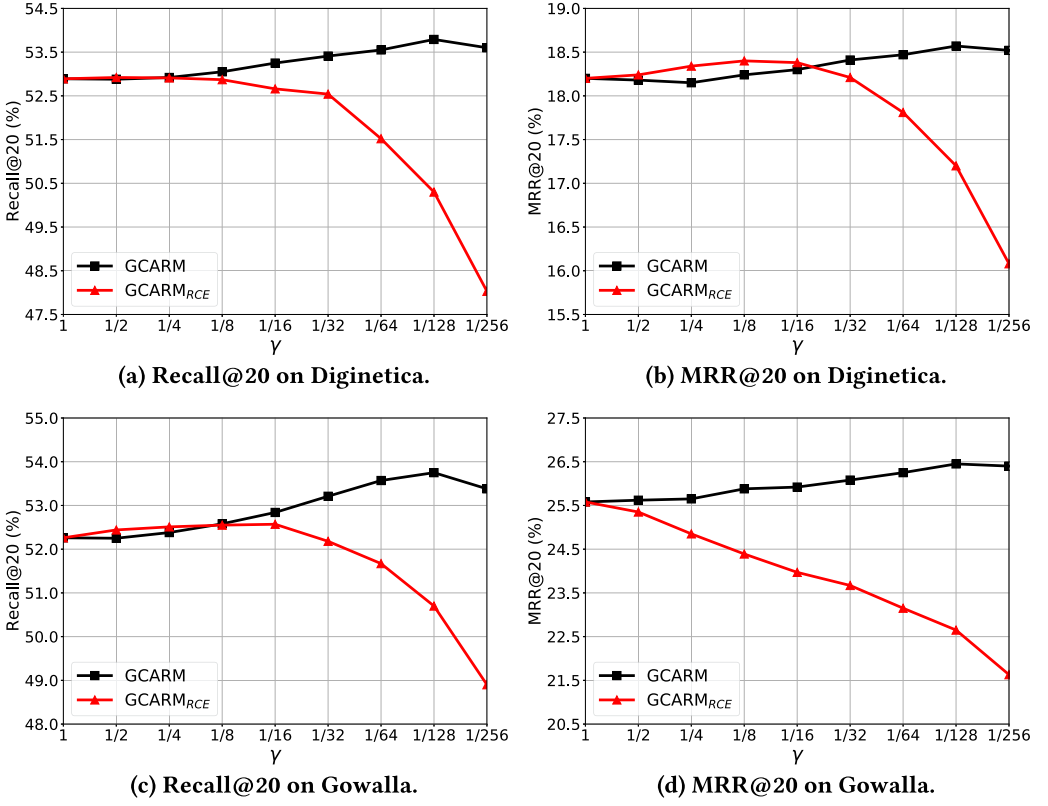 54.5
53.5
52.5
51.5
50.5
49.5
48.5
47.5
Recall@20 (%)
GCARM
GCARM_RCE
1 1/2 1/4 1/8 1/16 1/32 1/64 1/128 1/256
γ
(a) Recall@20 on Diginetica.
19.0
18.5
18.0
17.5
17.0
16.5
16.0
15.5
MRR@20 (%)
GCARM
GCARM_RCE
1 1/2 1/4 1/8 1/16 1/32 1/64 1/128 1/256
γ
(b) MRR@20 on Diginetica.
55.0
54.0
53.0
52.0
51.0
50.0
49.0
48.0
Recall@20 (%)
GCARM
GCARM_RCE
1 1/2 1/4 1/8 1/16 1/32 1/64 1/128 1/256
γ
(c) Recall@20 on Gowalla.
27.5
26.5
25.5
24.5
23.5
22.5
21.5
20.5
MRR@20 (%)
GCARM
GCARM_RCE
1 1/2 1/4 1/8 1/16 1/32 1/64 1/128 1/256
γ
(d) MRR@20 on Gowalla.